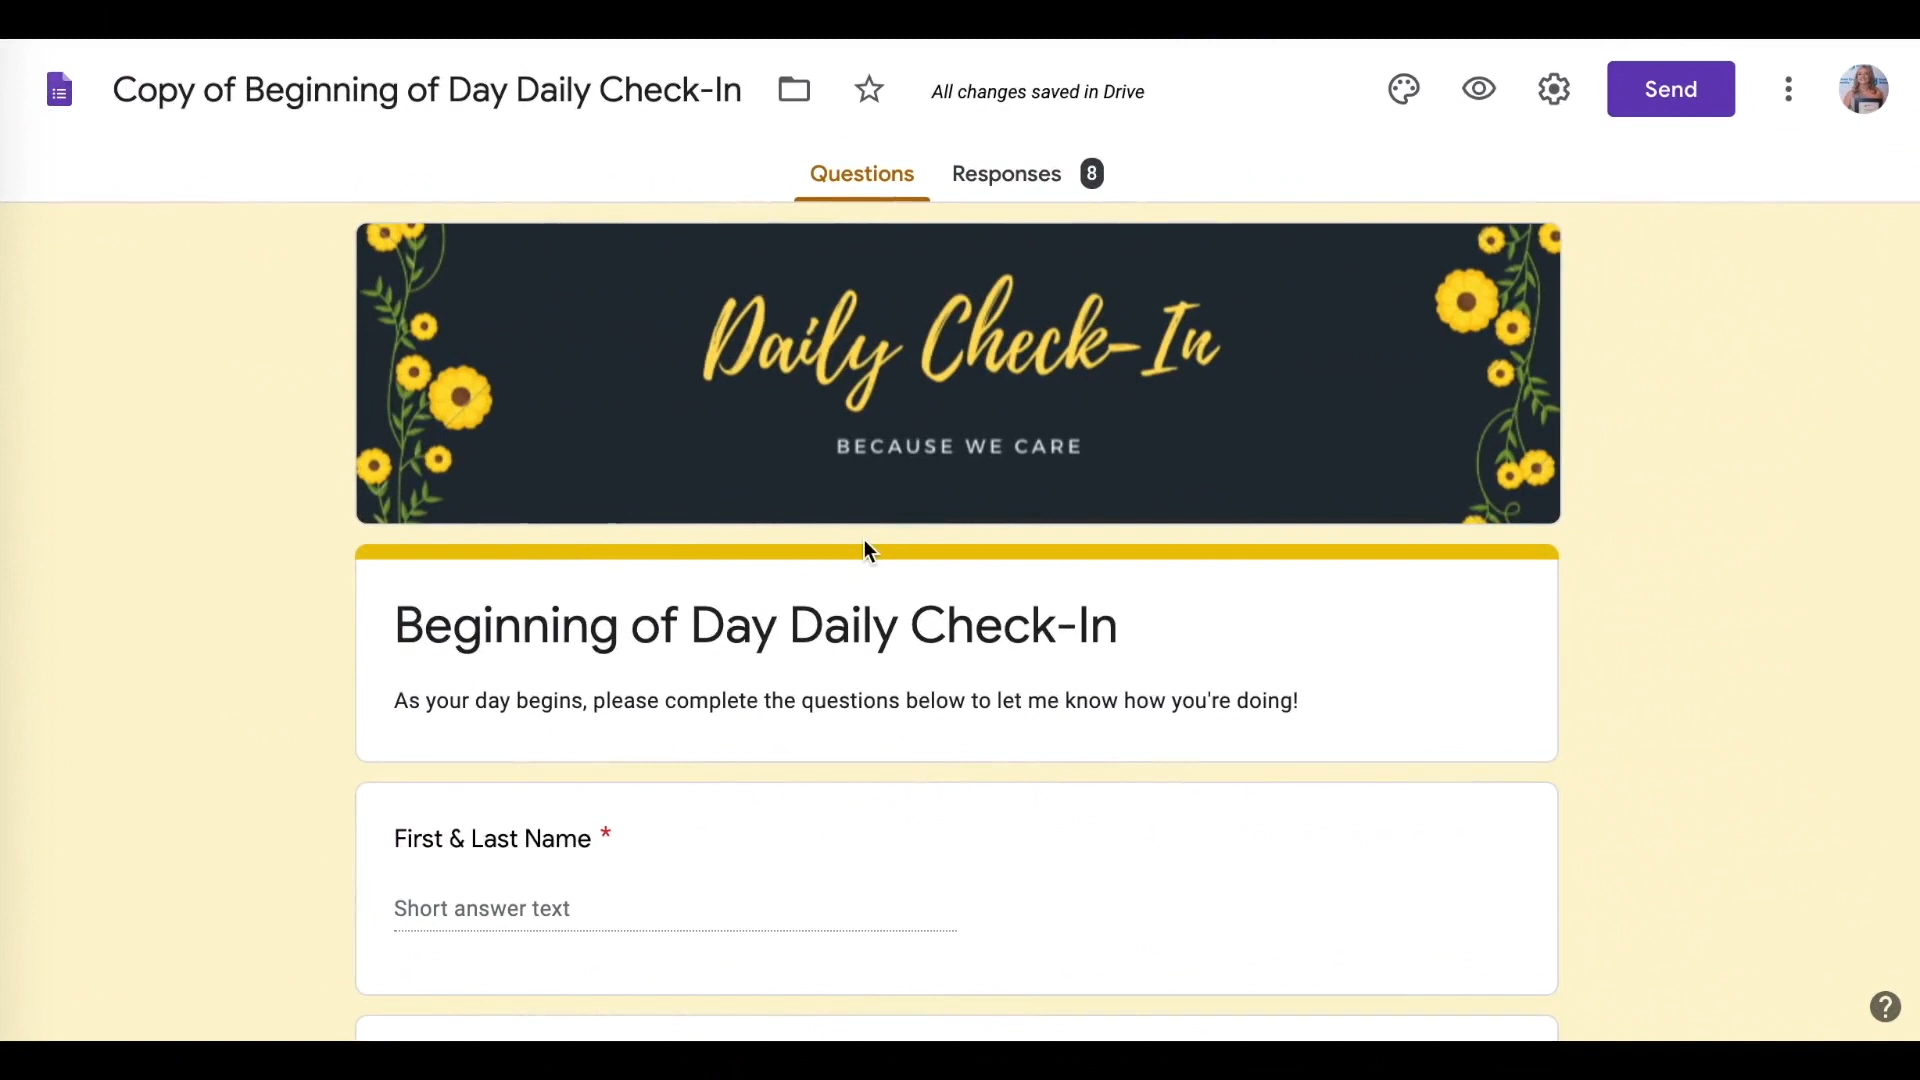 Copy of Beginning of Day Daily Check-In
All changes saved in Drive
Send
Questions
Responses 8
Daily Check-In
BECAUSE WE CARE
Beginning of Day Daily Check-In
As your day begins, please complete the questions below to let me know how you're doing!
First & Last Name *
Short answer text